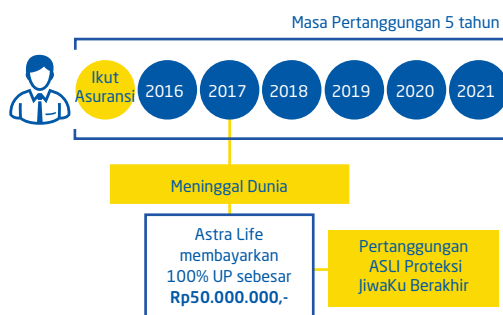 Masa Pertanggungan 5 tahun
Ikut
Asuransi
2016
2017
2018
2019
2020
2021
Meninggal Dunia
Astra Life
membayarkan
100% UP sebesar
Rp50.000.000,-
Pertanggungan
ASLI Proteksi
JiwaKu Berakhir